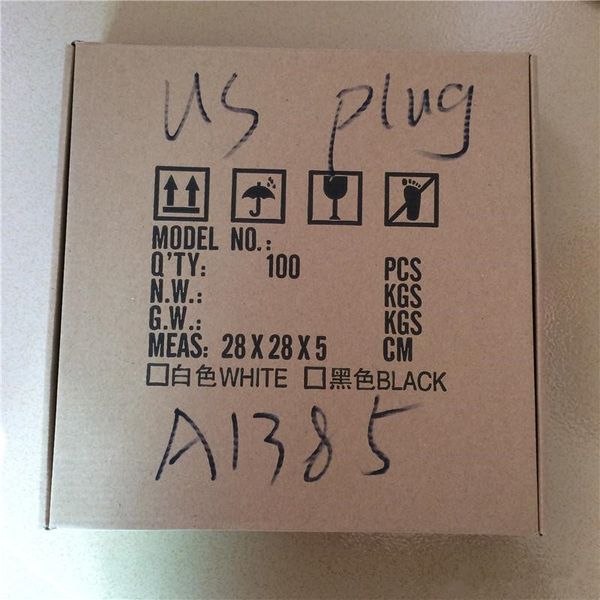 US plug
MODEL NO.:
Q'TY: 100 PCS
N.W.: KGS
G.W.: KGS
MEAS: 28 X 28 X 5 CM
□白色WHITE □黑色BLACK
A1385